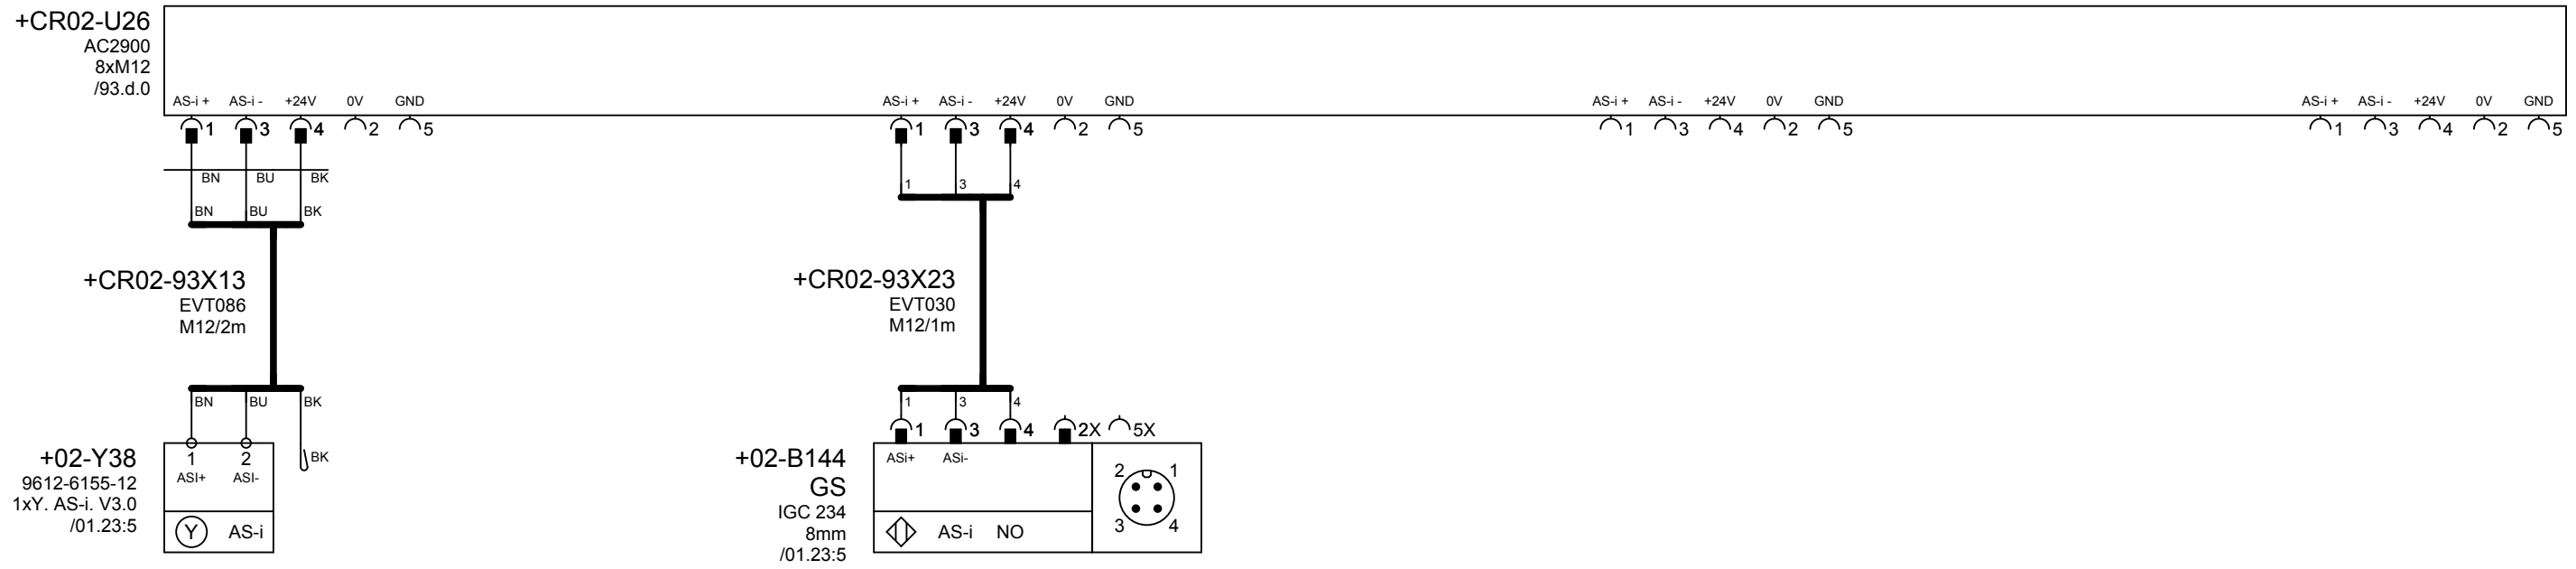 +CR02-U26
AC2900
8xM12
/93.d.0
AS-i + AS-i - +24V 0V GND AS-i + AS-i - +24V 0V GND AS-i + AS-i - +24V 0V GND AS-i + AS-i - +24V 0V GND
1 3 4 2 5 1 3 4 2 5 1 3 4 2 5 1 3 4 2 5
BN BU BK
1 3 4
BN BU BK
+CR02-93X13
EVT086
M12/2m
+CR02-93X23
EVT030
M12/1m
BN BU BK
1 3 4
1 3 4 2X 5X
+02-Y38
9612-6155-12
1xY. AS-i. V3.0
/01.23:5
1 2 BK
ASI+ ASI-
Y AS-i
+02-B144
GS
IGC 234
8mm
/01.23:5
ASi+ ASi-
AS-i NO
2 1
3 4